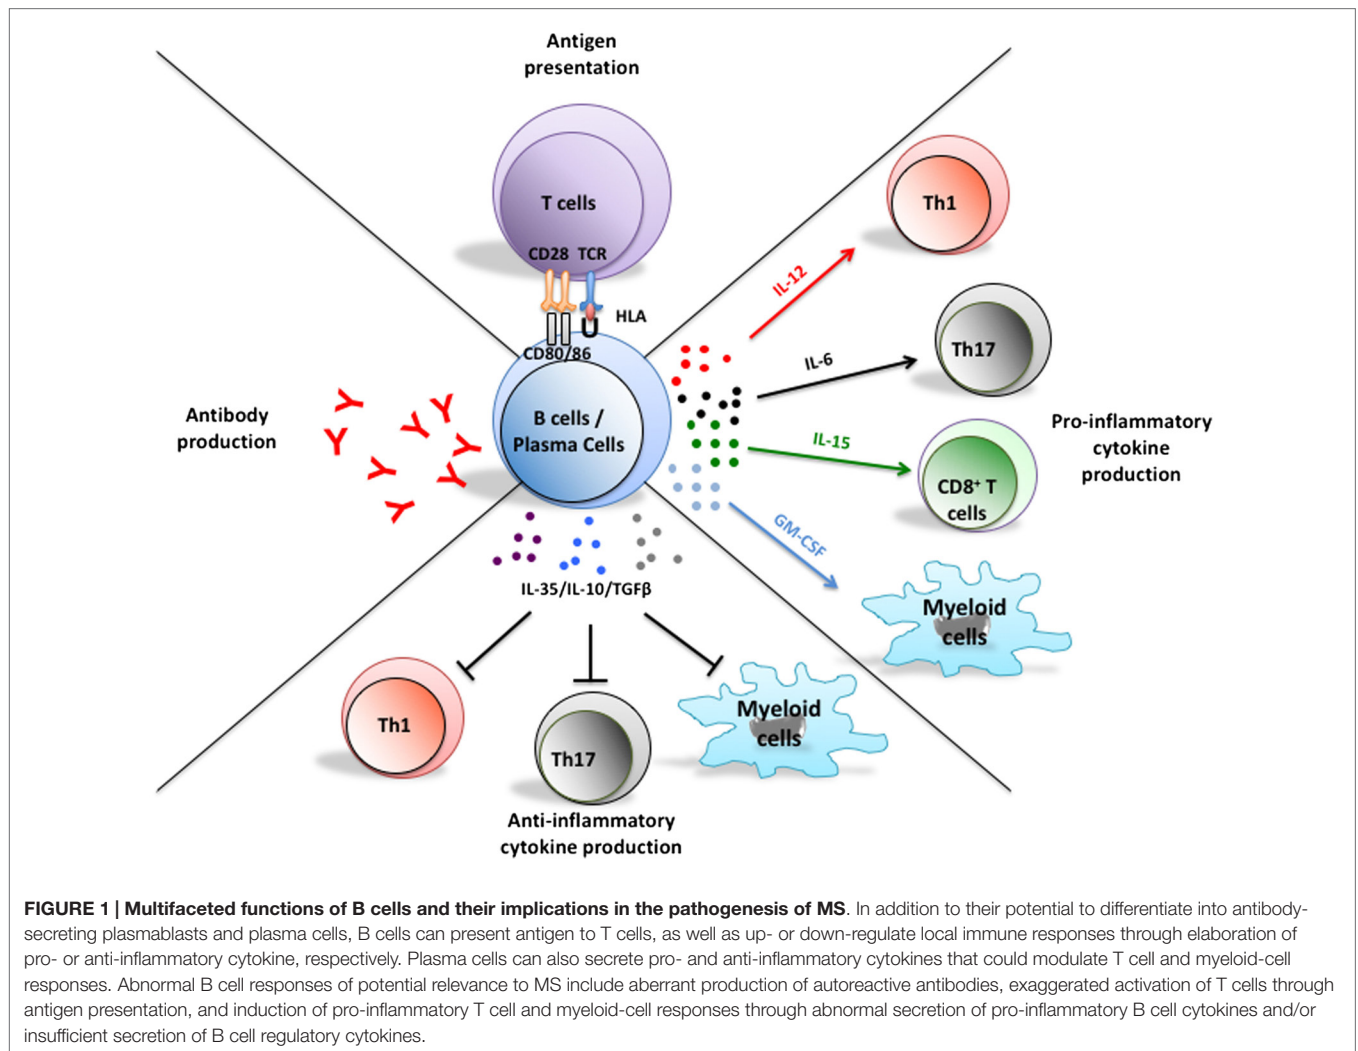 Antigen
presentation
T cells
CD28 TCR
HLA
CD80/86
B cells /
Plasma Cells
Antibody
production
IL-12
Th1
IL-6
Th17
IL-15
CD8⁺ T
cells
GM-CSF
Myeloid
cells
Pro-inflammatory
cytokine
production
IL-35/IL-10/TGFβ
Th1
Th17
Myeloid
cells
Anti-inflammatory
cytokine production
FIGURE 1 | Multifaceted functions of B cells and their implications in the pathogenesis of MS. In addition to their potential to differentiate into antibody-
secreting plasmablasts and plasma cells, B cells can present antigen to T cells, as well as up- or down-regulate local immune responses through elaboration of
pro- or anti-inflammatory cytokine, respectively. Plasma cells can also secrete pro- and anti-inflammatory cytokines that could modulate T cell and myeloid-cell
responses. Abnormal B cell responses of potential relevance to MS include aberrant production of autoreactive antibodies, exaggerated activation of T cells through
antigen presentation, and induction of pro-inflammatory T cell and myeloid-cell responses through abnormal secretion of pro-inflammatory B cell cytokines and/or
insufficient secretion of B cell regulatory cytokines.